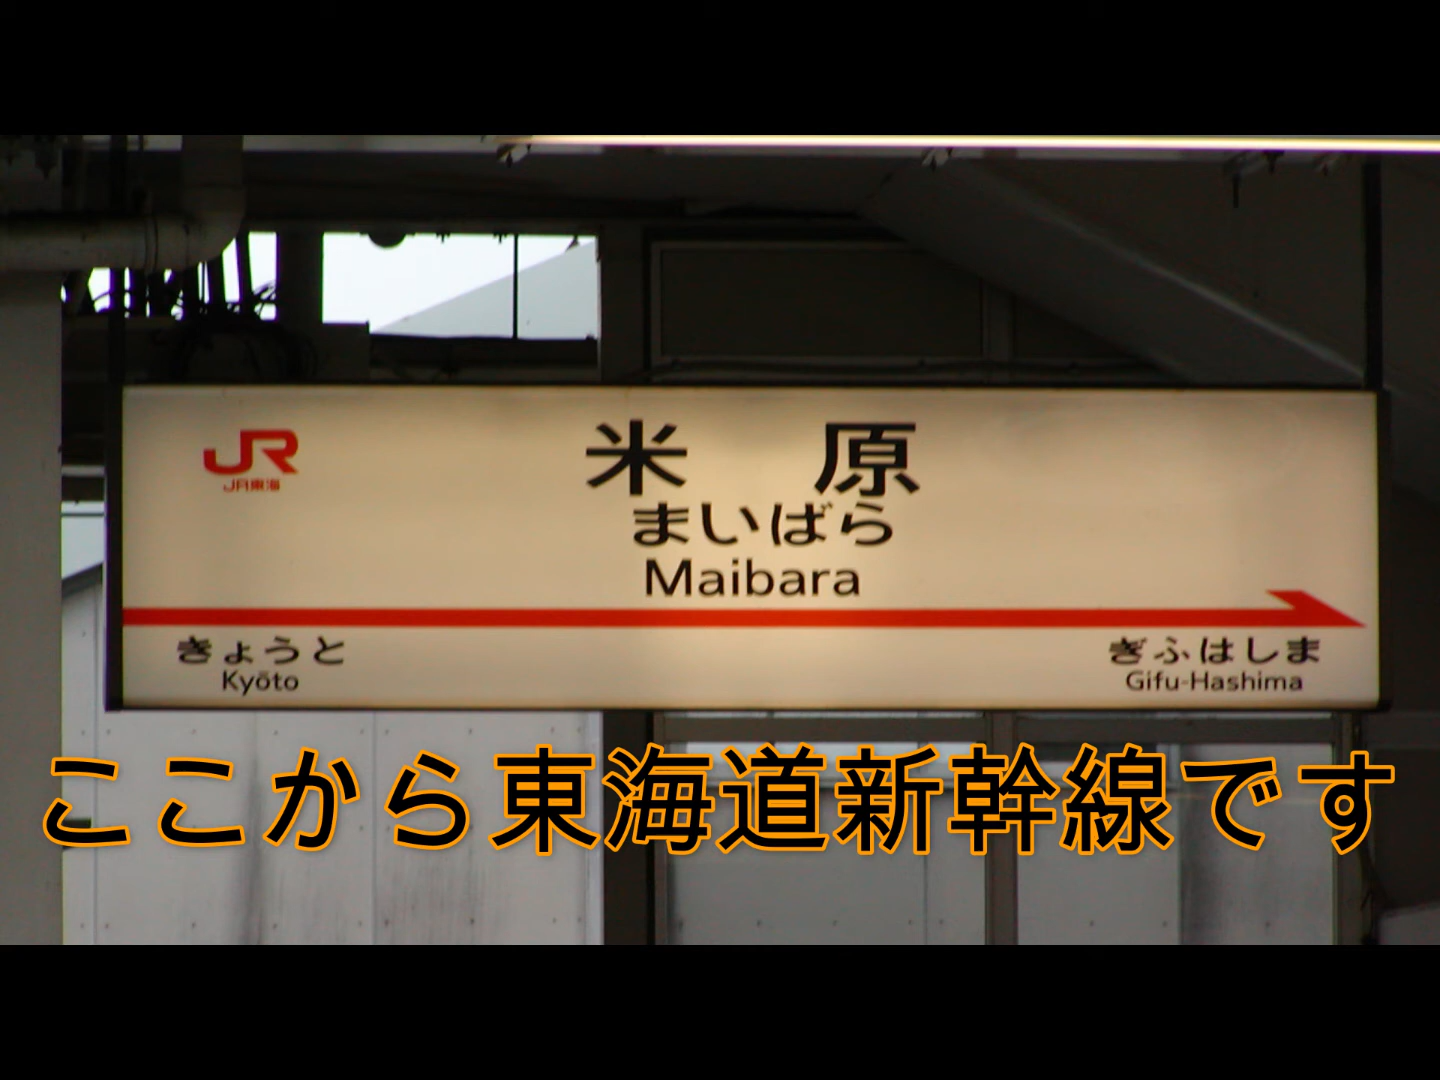 JR
JR東海
米原
まいばら
Maibara
きょうと
Kyōto
ぎふはしま
Gifu-Hashima
ここから東海道新幹線です